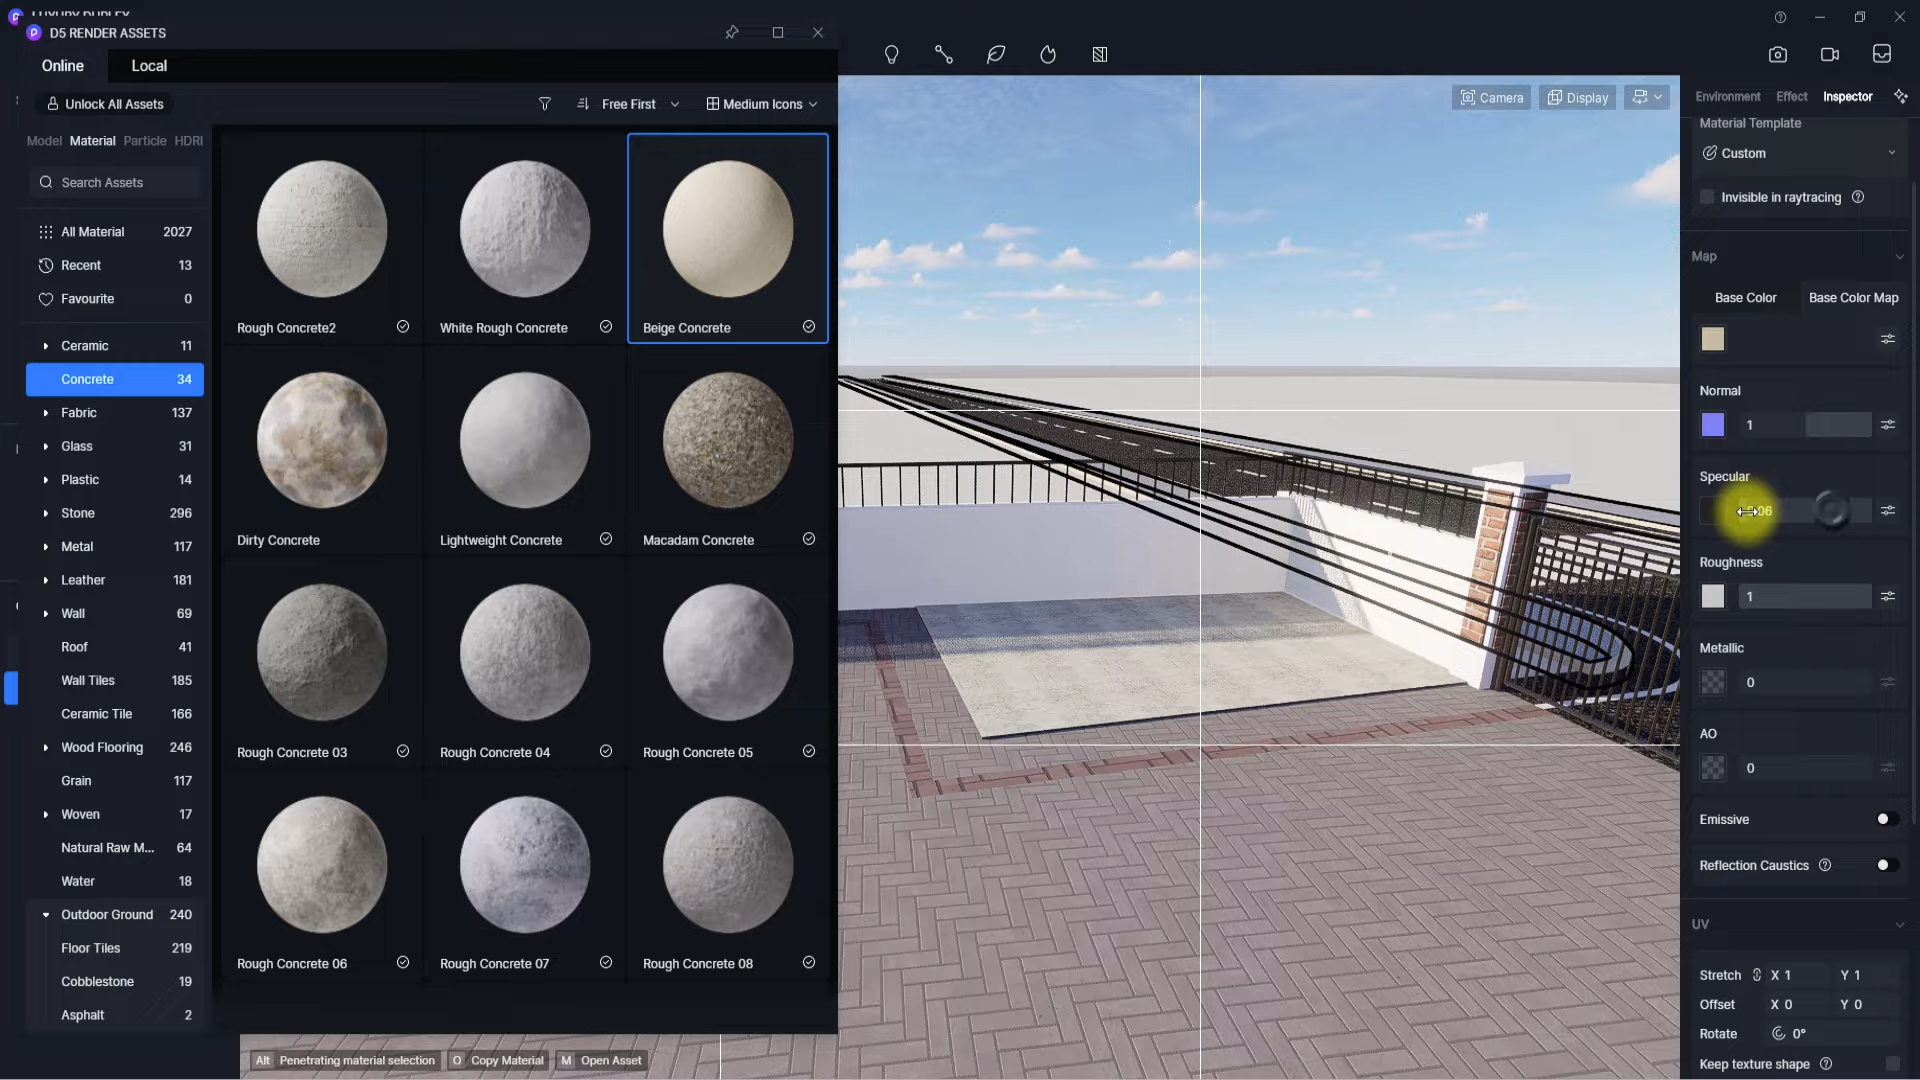 D5 RENDER ASSETS
Online
Local
Unlock All Assets
Free First
Medium Icons
Model
Material
Particle
HDRI
Search Assets
All Material 2027
Recent 13
Favourite 0
Ceramic 11
Concrete 34
Fabric 137
Glass 31
Plastic 14
Stone 296
Metal 117
Leather 181
Wall 69
Roof 41
Wall Tiles 185
Ceramic Tile 166
Wood Flooring 246
Grain 117
Woven 17
Natural Raw M... 64
Water 18
Outdoor Ground 240
Floor Tiles 219
Cobblestone 19
Asphalt 2
Rough Concrete2
White Rough Concrete
Beige Concrete
Dirty Concrete
Lightweight Concrete
Macadam Concrete
Rough Concrete 03
Rough Concrete 04
Rough Concrete 05
Rough Concrete 06
Rough Concrete 07
Rough Concrete 08
Camera
Display
Alt Penetrating material selection
O Copy Material
M Open Asset
Environment
Effect
Inspector
Material Template
Custom
Invisible in raytracing
Map
Base Color
Base Color Map
Normal
1
Specular
Roughness
1
Metallic
0
AO
0
Emissive
Reflection Caustics
UV
Stretch X 1 Y 1
Offset X 0 Y 0
Rotate 0°
Keep texture shape